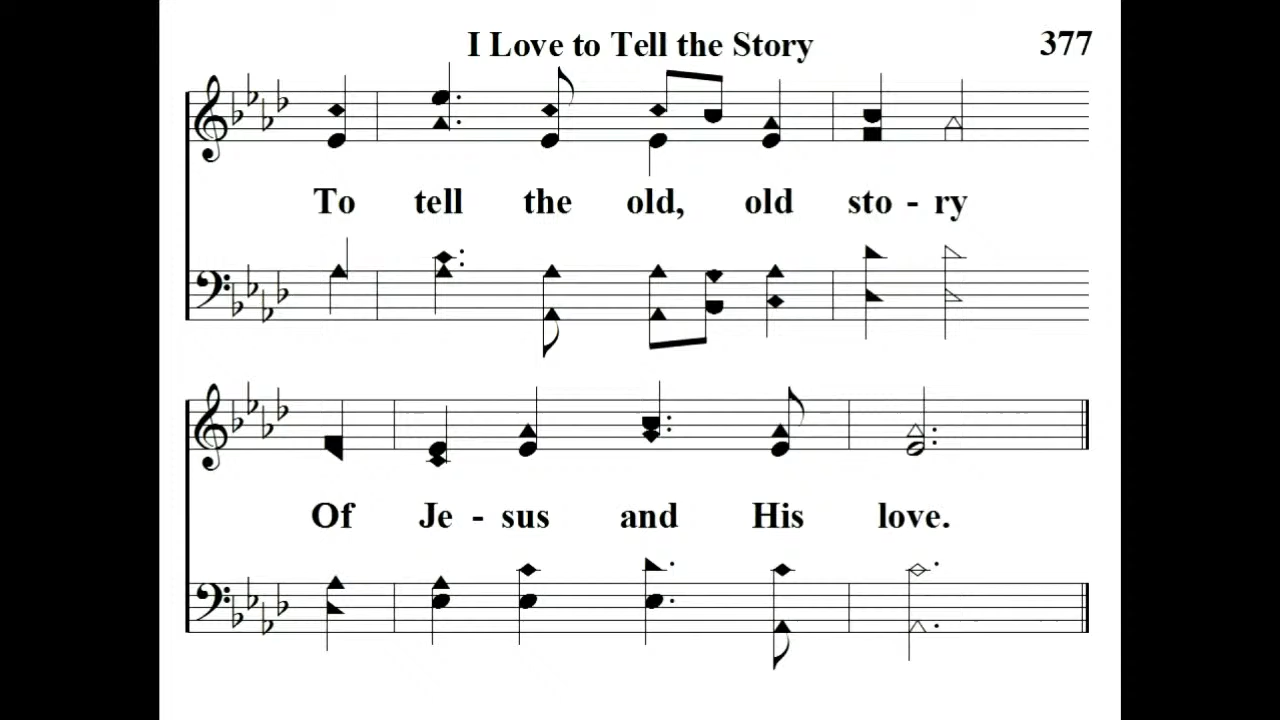 I Love to Tell the Story 377
To tell the old, old sto - ry
Of Je - sus and His love.